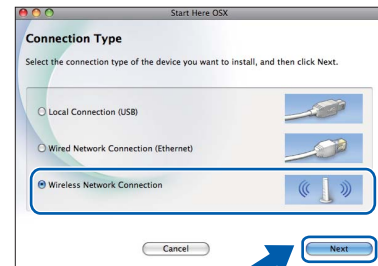 Start Here OSX
Connection Type
Select the connection type of the device you want to install, and then click Next.
Local Connection (USB)
Wired Network Connection (Ethernet)
Wireless Network Connection
Cancel
Next